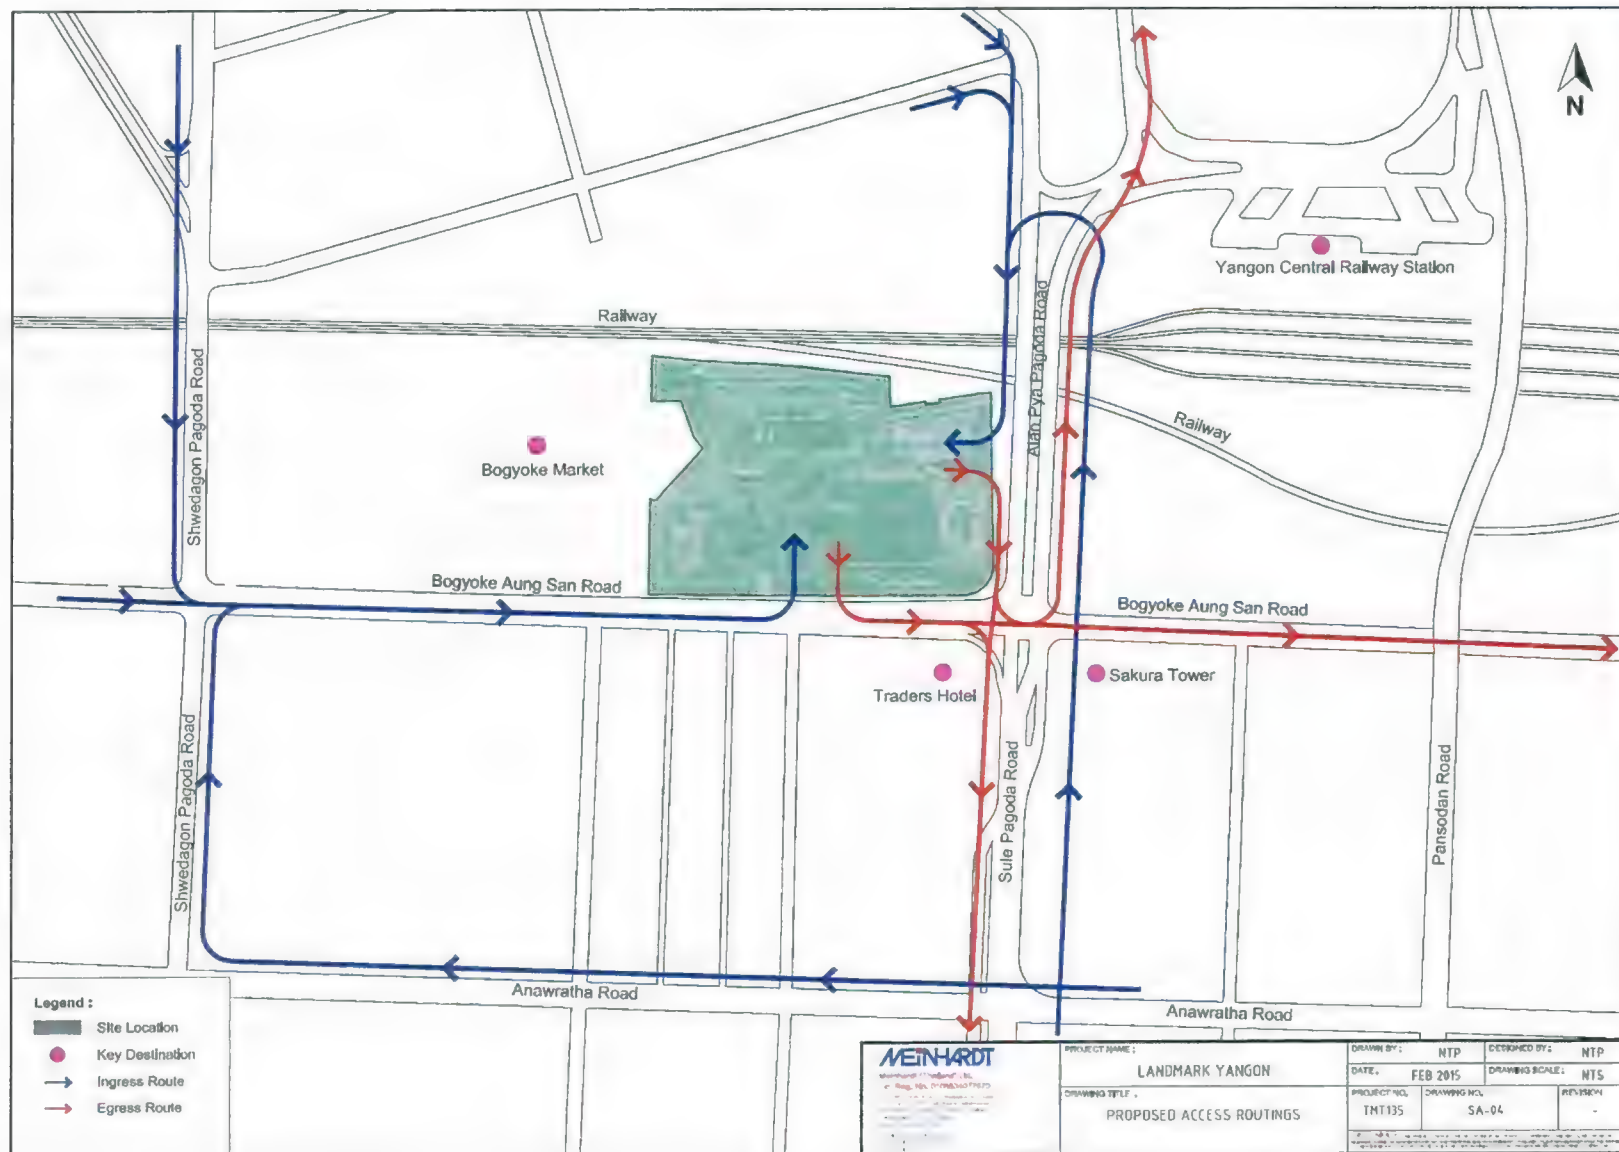 N
Yangon Central Railway Station
Railway
Shwedagon Pagoda Road
Alan Pya Pagoda Road
Railway
Bogyoke Market
Bogyoke Aung San Road
Bogyoke Aung San Road
Traders Hotel
Sakura Tower
Shwedagon Pagoda Road
Sule Pagoda Road
Pansodan Road
Anawratha Road
Anawratha Road
Legend :
Site Location
Key Destination
Ingress Route
Egress Route
MEINHARDT
PROJECT NAME :
LANDMARK YANGON
DRAWING TITLE :
PROPOSED ACCESS ROUTINGS
DRAWN BY : NTP
DESIGNED BY : NTP
DATE : FEB 2015
DRAWING SCALE : NTS
PROJECT NO. TMT135
DRAWING NO. SA-04
REVISION -